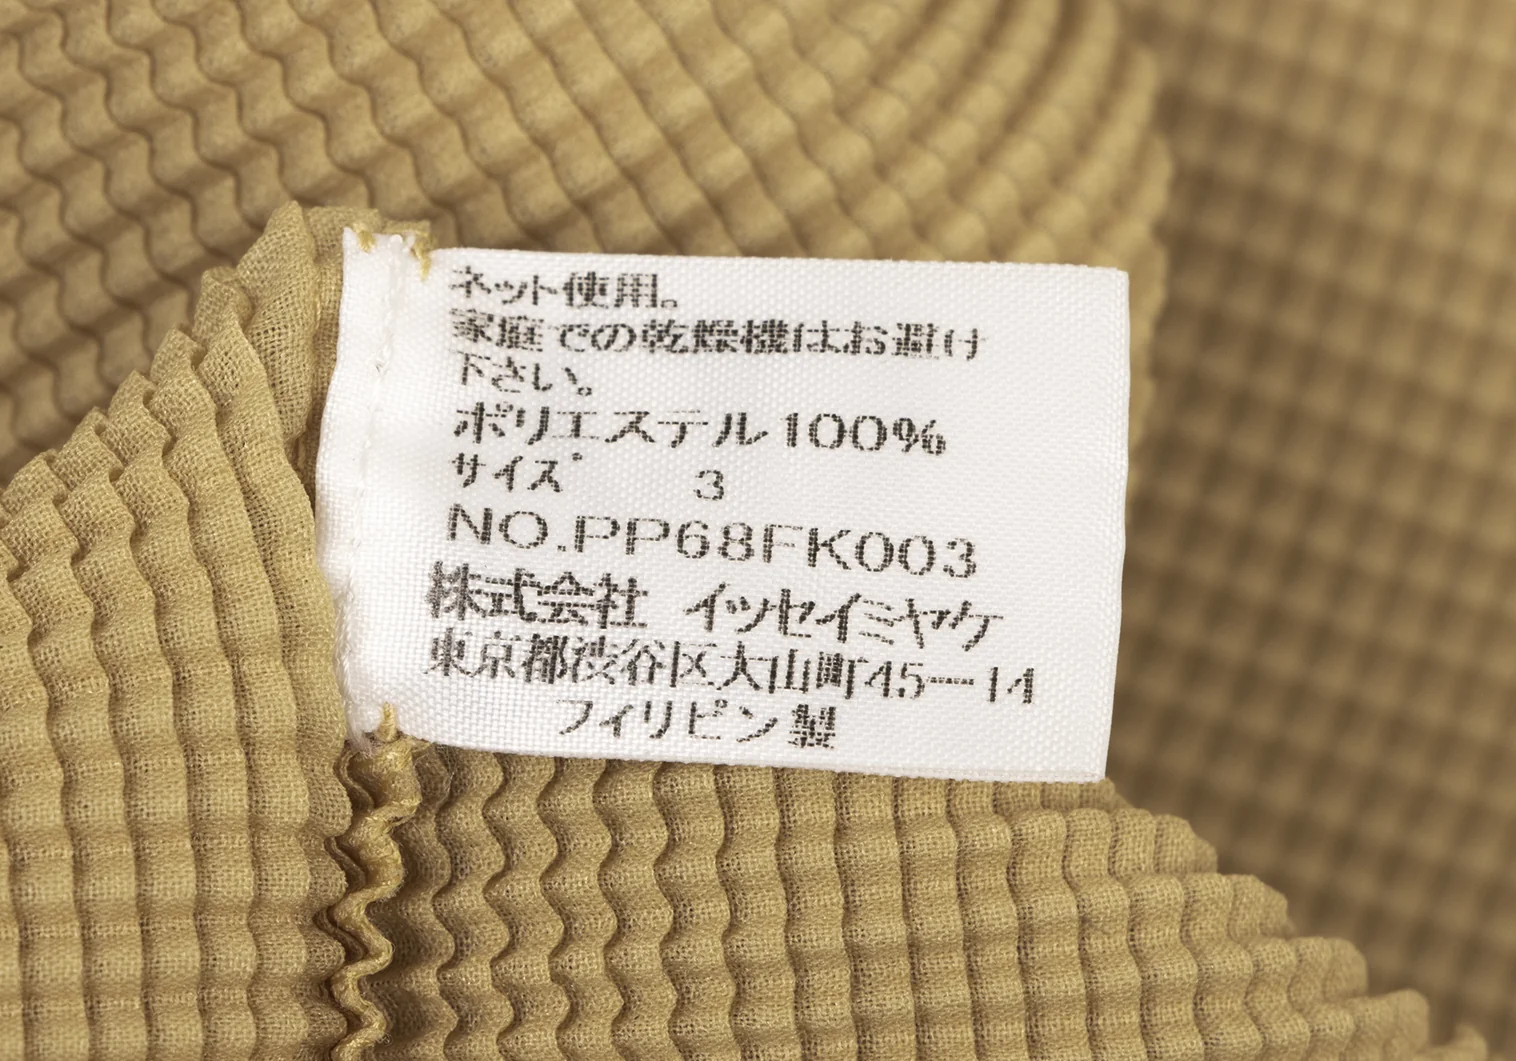 ネット使用。
家庭での乾燥機はお避け
下さい。
ポリエステル100%
サイズ 3
NO.PP68FK003
株式会社 イッセイミヤケ
東京都渋谷区大山町45-14
フィリピン製